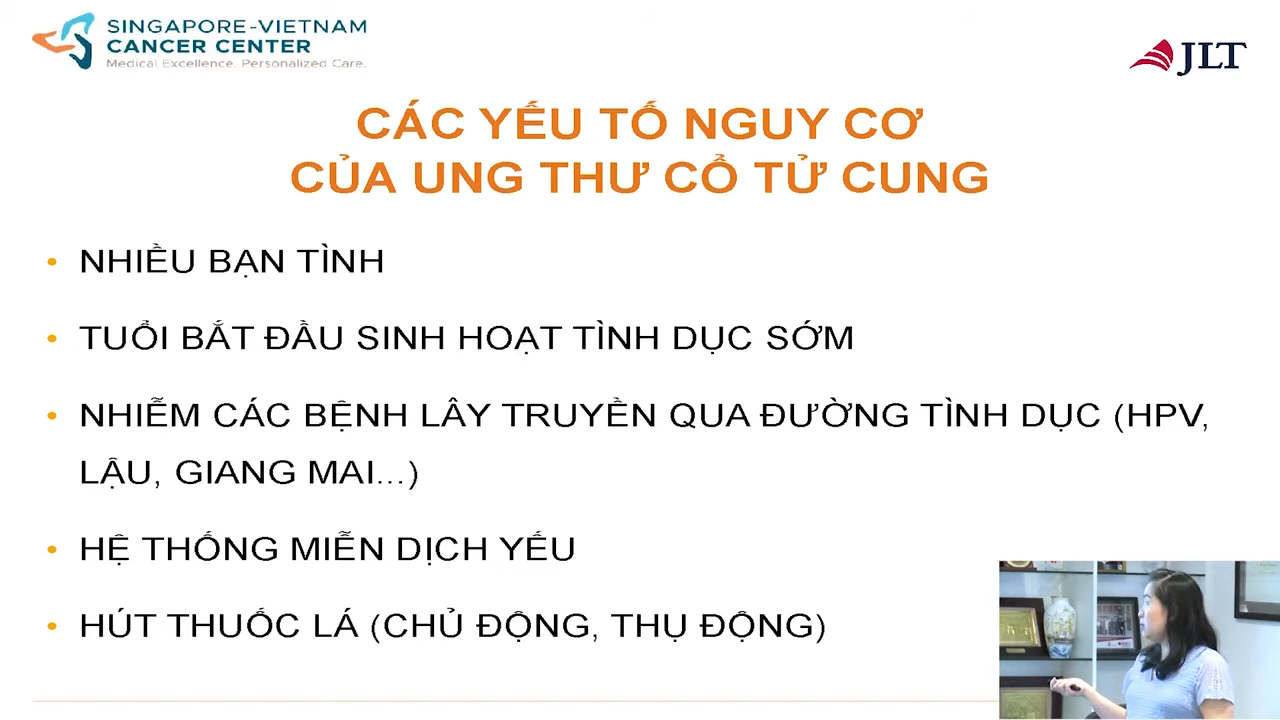 SINGAPORE-VIETNAM
CANCER CENTER
Medical Excellence. Personalized Care.
JLT
CÁC YẾU TỐ NGUY CƠ
CỦA UNG THƯ CỔ TỬ CUNG
• NHIỀU BẠN TÌNH
• TUỔI BẮT ĐẦU SINH HOẠT TÌNH DỤC SỚM
• NHIỄM CÁC BỆNH LÂY TRUYỀN QUA ĐƯỜNG TÌNH DỤC (HPV,
LẬU, GIANG MAI...)
• HỆ THỐNG MIỄN DỊCH YẾU
• HÚT THUỐC LÁ (CHỦ ĐỘNG, THỤ ĐỘNG)